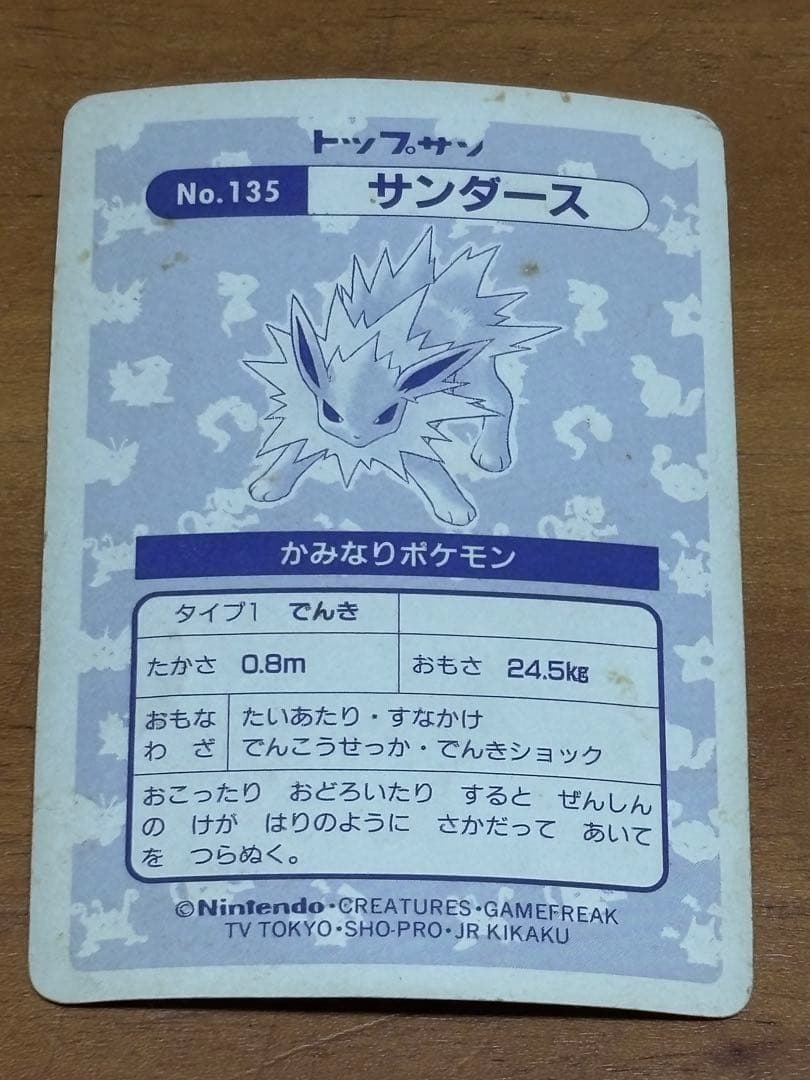 トップサン
No.135 サンダース
かみなりポケモン
タイプ1 でんき
たかさ 0.8m おもさ 24.5kg
おもな たいあたり・すなかけ
わ ざ でんこうせっか・でんきショック
おこったり おどろいたり すると ぜんしん
の けが はりのように さかだって あいて
を つらぬく。
©Nintendo・CREATURES・GAMEFREAK
TV TOKYO・SHO-PRO・JR KIKAKU